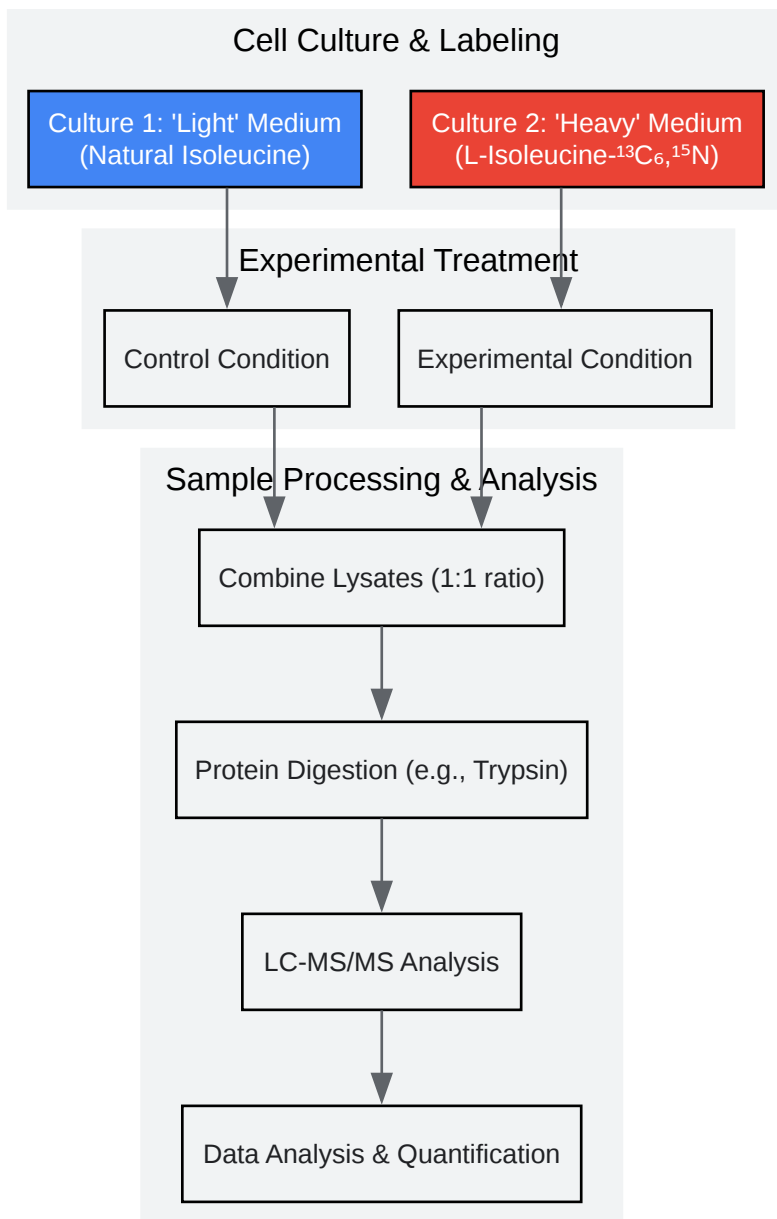 Cell Culture & Labeling
Culture 1: 'Light' Medium
(Natural Isoleucine)
Culture 2: 'Heavy' Medium
(L-Isoleucine-¹³C₆,¹⁵N)
Experimental Treatment
Control Condition
Experimental Condition
Sample Processing & Analysis
Combine Lysates (1:1 ratio)
Protein Digestion (e.g., Trypsin)
LC-MS/MS Analysis
Data Analysis & Quantification